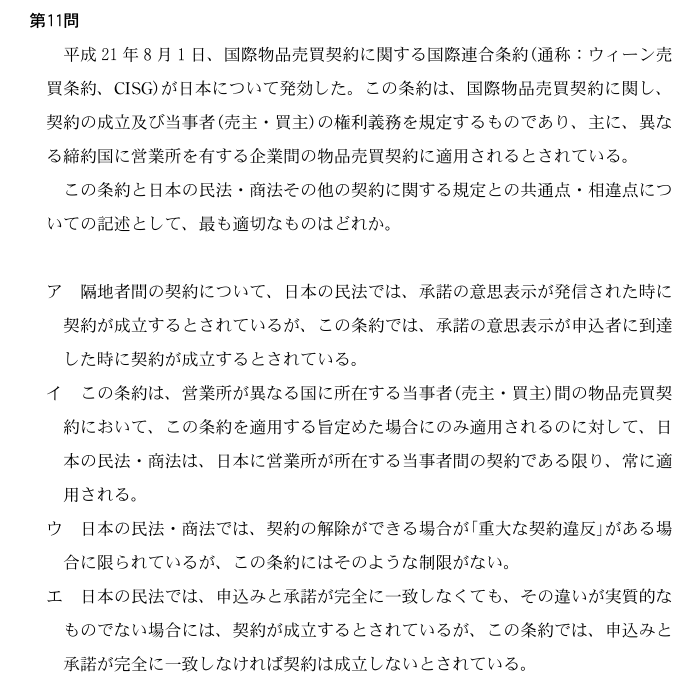 第11問
平成 21 年 8 月 1 日、国際物品売買契約に関する国際連合条約(通称：ウィーン売
買条約、CISG)が日本について発効した。この条約は、国際物品売買契約に関し、
契約の成立及び当事者(売主・買主)の権利義務を規定するものであり、主に、異な
る締約国に営業所を有する企業間の物品売買契約に適用されるとされている。
この条約と日本の民法・商法その他の契約に関する規定との共通点・相違点につ
いての記述として、最も適切なものはどれか。
ア　隔地者間の契約について、日本の民法では、承諾の意思表示が発信された時に
契約が成立するとされているが、この条約では、承諾の意思表示が申込者に到達
した時に契約が成立するとされている。
イ　この条約は、営業所が異なる国に所在する当事者(売主・買主)間の物品売買契
約において、この条約を適用する旨定めた場合にのみ適用されるのに対して、日
本の民法・商法は、日本に営業所が所在する当事者間の契約である限り、常に適
用される。
ウ　日本の民法・商法では、契約の解除ができる場合が「重大な契約違反」がある場
合に限られているが、この条約にはそのような制限がない。
エ　日本の民法では、申込みと承諾が完全に一致しなくても、その違いが実質的な
ものでない場合には、契約が成立するとされているが、この条約では、申込みと
承諾が完全に一致しなければ契約は成立しないとされている。